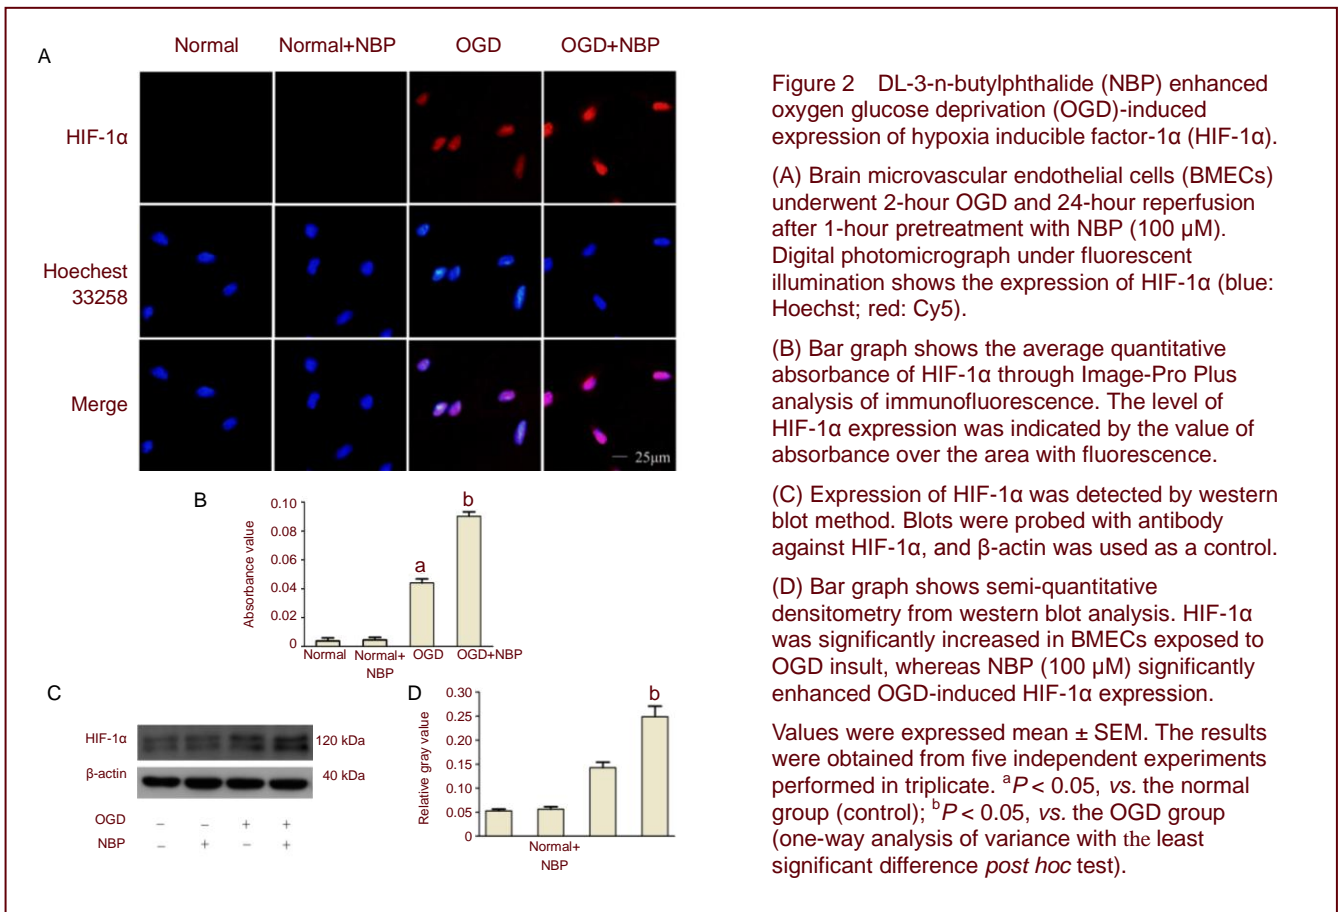 A
Normal Normal+NBP OGD OGD+NBP
HIF-1α
Hoechest
33258
Merge
25μm
B
Absorbance value
0.10
0.08
0.06
0.04
0.02
0
a
b
Normal Normal+ OGD OGD+NBP
NBP
C
HIF-1α 120 kDa
β-actin 40 kDa
OGD – – + +
NBP – + – +
D
Relative gray value
0.30
0.25
0.20
0.15
0.10
0.05
0
b
Normal+
NBP
Figure 2 DL-3-n-butylphthalide (NBP) enhanced
oxygen glucose deprivation (OGD)-induced
expression of hypoxia inducible factor-1α (HIF-1α).
(A) Brain microvascular endothelial cells (BMECs)
underwent 2-hour OGD and 24-hour reperfusion
after 1-hour pretreatment with NBP (100 μM).
Digital photomicrograph under fluorescent
illumination shows the expression of HIF-1α (blue:
Hoechst; red: Cy5).
(B) Bar graph shows the average quantitative
absorbance of HIF-1α through Image-Pro Plus
analysis of immunofluorescence. The level of
HIF-1α expression was indicated by the value of
absorbance over the area with fluorescence.
(C) Expression of HIF-1α was detected by western
blot method. Blots were probed with antibody
against HIF-1α, and β-actin was used as a control.
(D) Bar graph shows semi-quantitative
densitometry from western blot analysis. HIF-1α
was significantly increased in BMECs exposed to
OGD insult, whereas NBP (100 μM) significantly
enhanced OGD-induced HIF-1α expression.
Values were expressed mean ± SEM. The results
were obtained from five independent experiments
performed in triplicate. ᵃP < 0.05, vs. the normal
group (control); ᵇP < 0.05, vs. the OGD group
(one-way analysis of variance with the least
significant difference post hoc test).